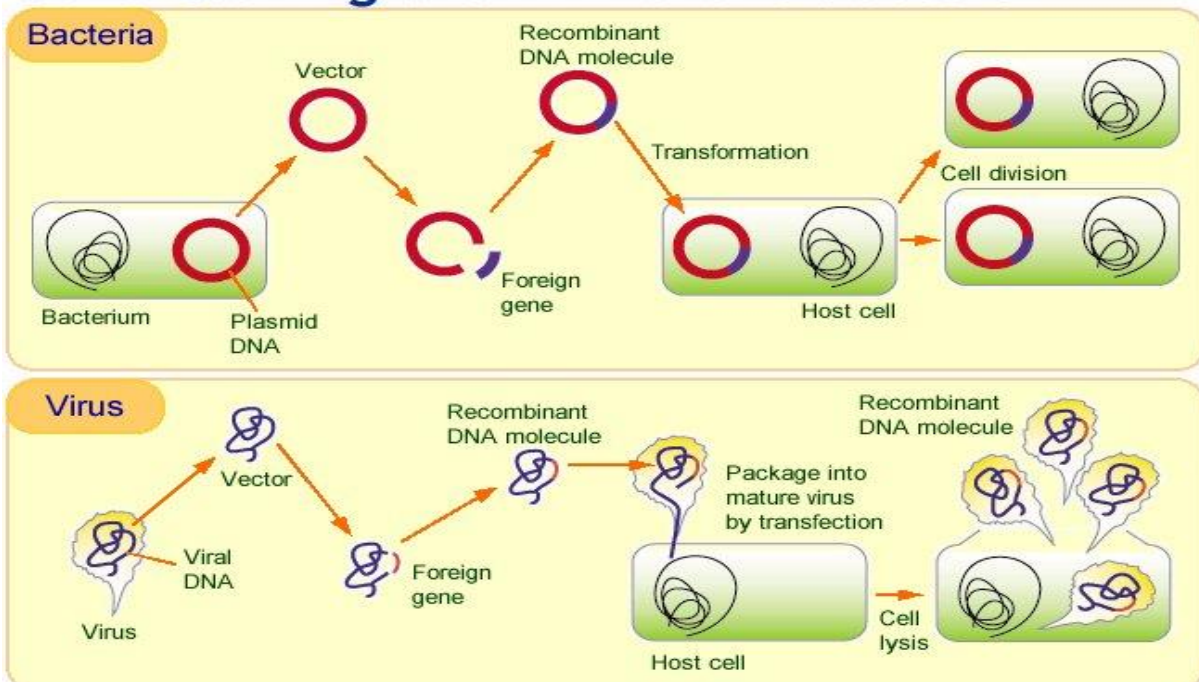 Bacteria
Vector
Recombinant
DNA molecule
Transformation
Cell division
Bacterium
Plasmid
DNA
Foreign
gene
Host cell
Virus
Vector
Recombinant
DNA molecule
Package into
mature virus
by transfection
Recombinant
DNA molecule
Viral
DNA
Virus
Foreign
gene
Host cell
Cell
lysis